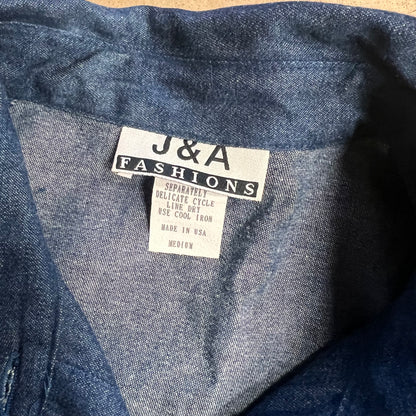 J&A
FASHIONS
SEPARATELY
DELICATE CYCLE
LINE DRY
USE COOL IRON
MADE IN USA
MEDIUM